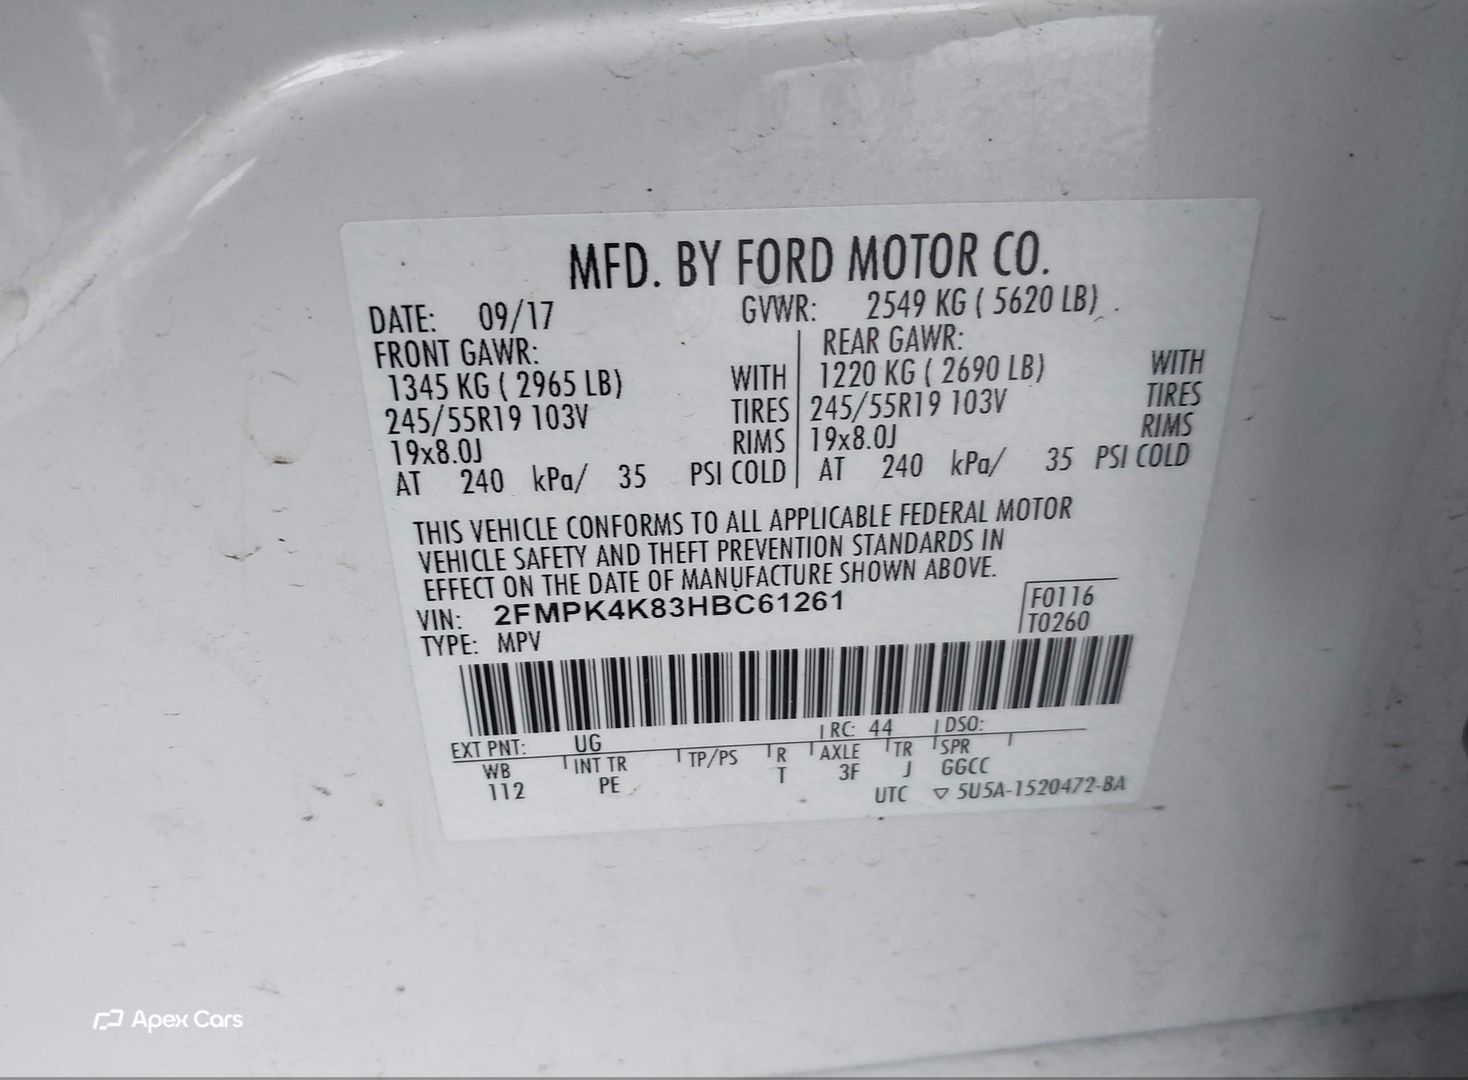 MFD. BY FORD MOTOR CO.
DATE: 09/17 GVWR: 2549 KG ( 5620 LB)
FRONT GAWR: REAR GAWR:
1345 KG ( 2965 LB) WITH 1220 KG ( 2690 LB) WITH
245/55R19 103V TIRES 245/55R19 103V TIRES
19x8.0J RIMS 19x8.0J RIMS
AT 240 kPa/ 35 PSI COLD AT 240 kPa/ 35 PSI COLD
THIS VEHICLE CONFORMS TO ALL APPLICABLE FEDERAL MOTOR
VEHICLE SAFETY AND THEFT PREVENTION STANDARDS IN
EFFECT ON THE DATE OF MANUFACTURE SHOWN ABOVE.
VIN: 2FMPK4K83HBC61261 F0116
TYPE: MPV T0260
EXT PNT: UG RC: 44 DSO:
WB INT TR TP/PS R AXLE TR SPR
112 PE T 3F J GGCC
UTC ▽ 5U5A-1520472-BA
Apex Cars